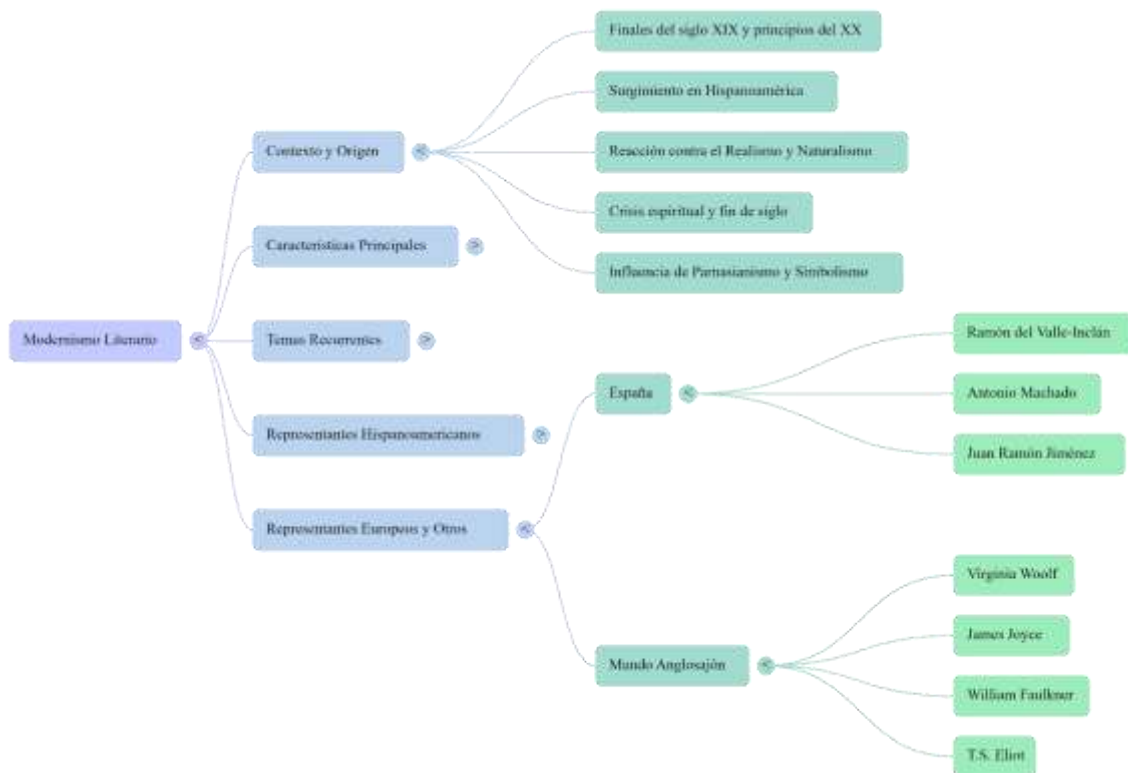 Modernismo Literario
Contexto y Origen
Finales del siglo XIX y principios del XX
Surgimiento en Hispanoamérica
Reacción contra el Realismo y Naturalismo
Crisis espiritual y fin de siglo
Influencia de Parnasianismo y Simbolismo
Características Principales
Temas Recurrentes
Representantes Hispanoamericanos
Representantes Europeos y Otros
España
Ramón del Valle-Inclán
Antonio Machado
Juan Ramón Jiménez
Mundo Anglosajón
Virginia Woolf
James Joyce
William Faulkner
T.S. Eliot